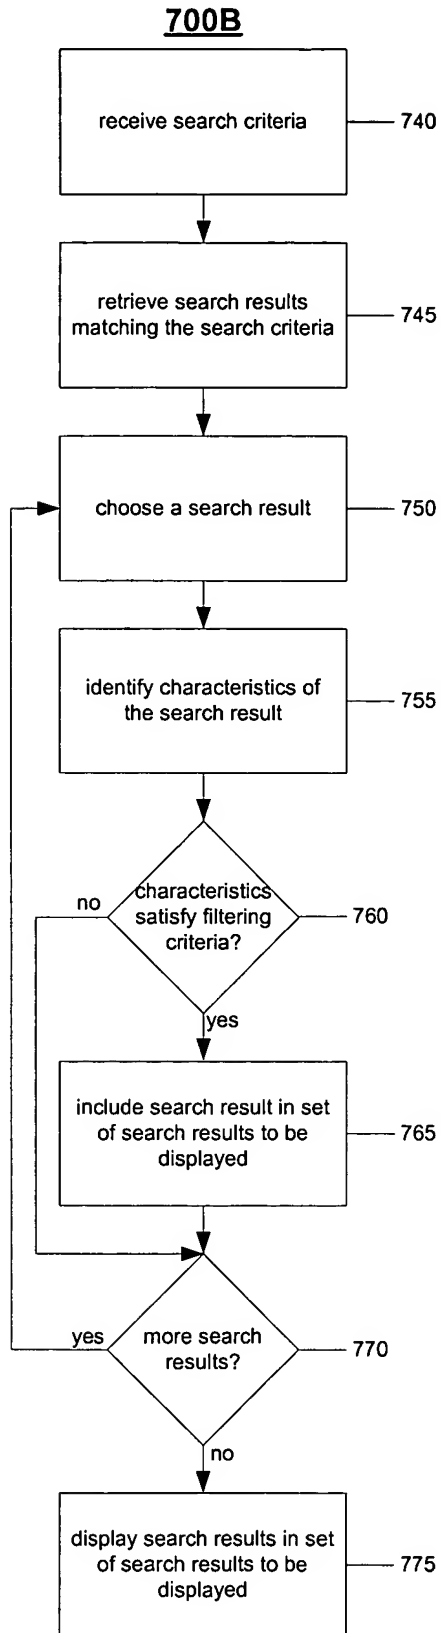 700B
receive search criteria
740
retrieve search results
matching the search criteria
745
choose a search result
750
identify characteristics of
the search result
755
characteristics
satisfy filtering
criteria?
760
no
yes
include search result in set
of search results to be
displayed
765
more search
results?
770
yes
no
display search results in set
of search results to be
displayed
775